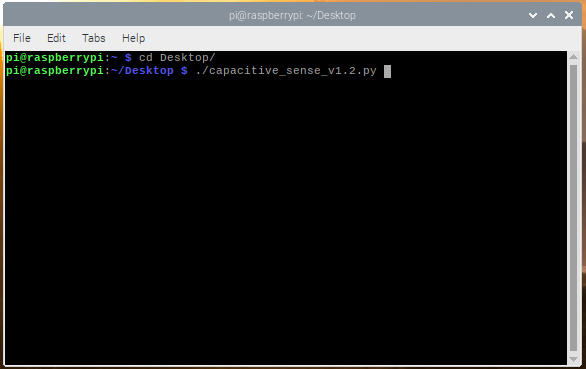 pi@raspberrypi: ~/Desktop
File Edit Tabs Help
pi@raspberrypi:~ $ cd Desktop/
pi@raspberrypi:~/Desktop $ ./capacitive_sense_v1.2.py